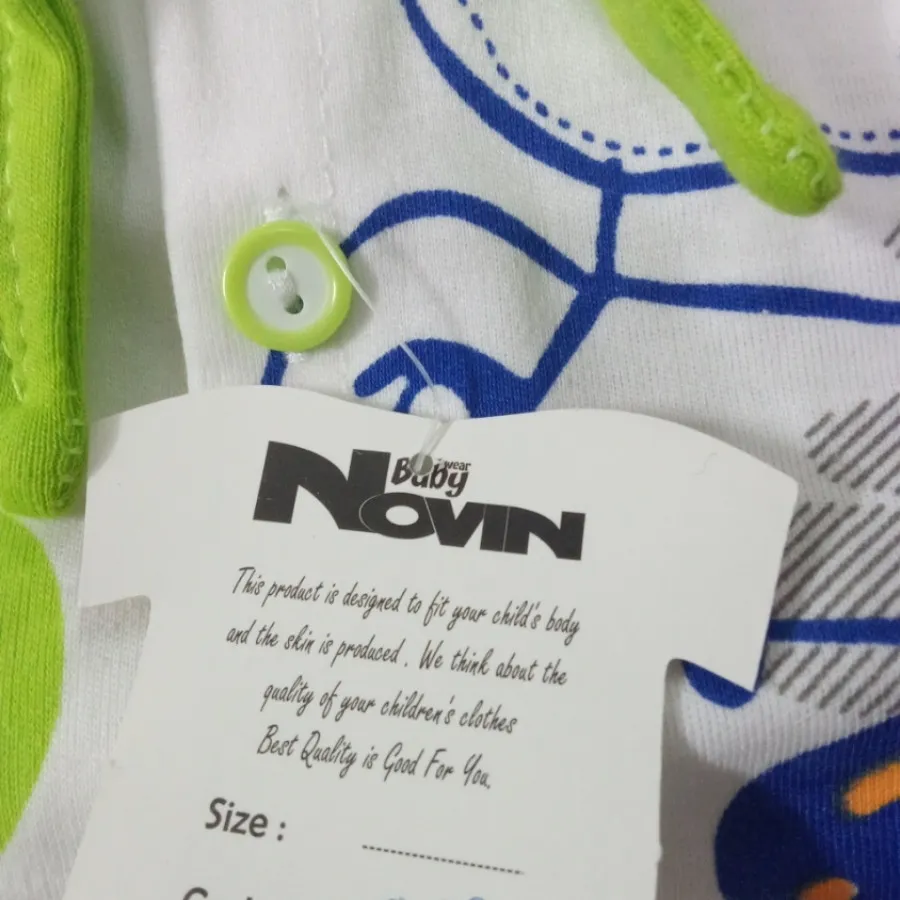 Baby wear
NOVIN
This product is designed to fit your child's body
and the skin is produced . We think about the
quality of your children's clothes
Best Quality is Good For You.
Size :